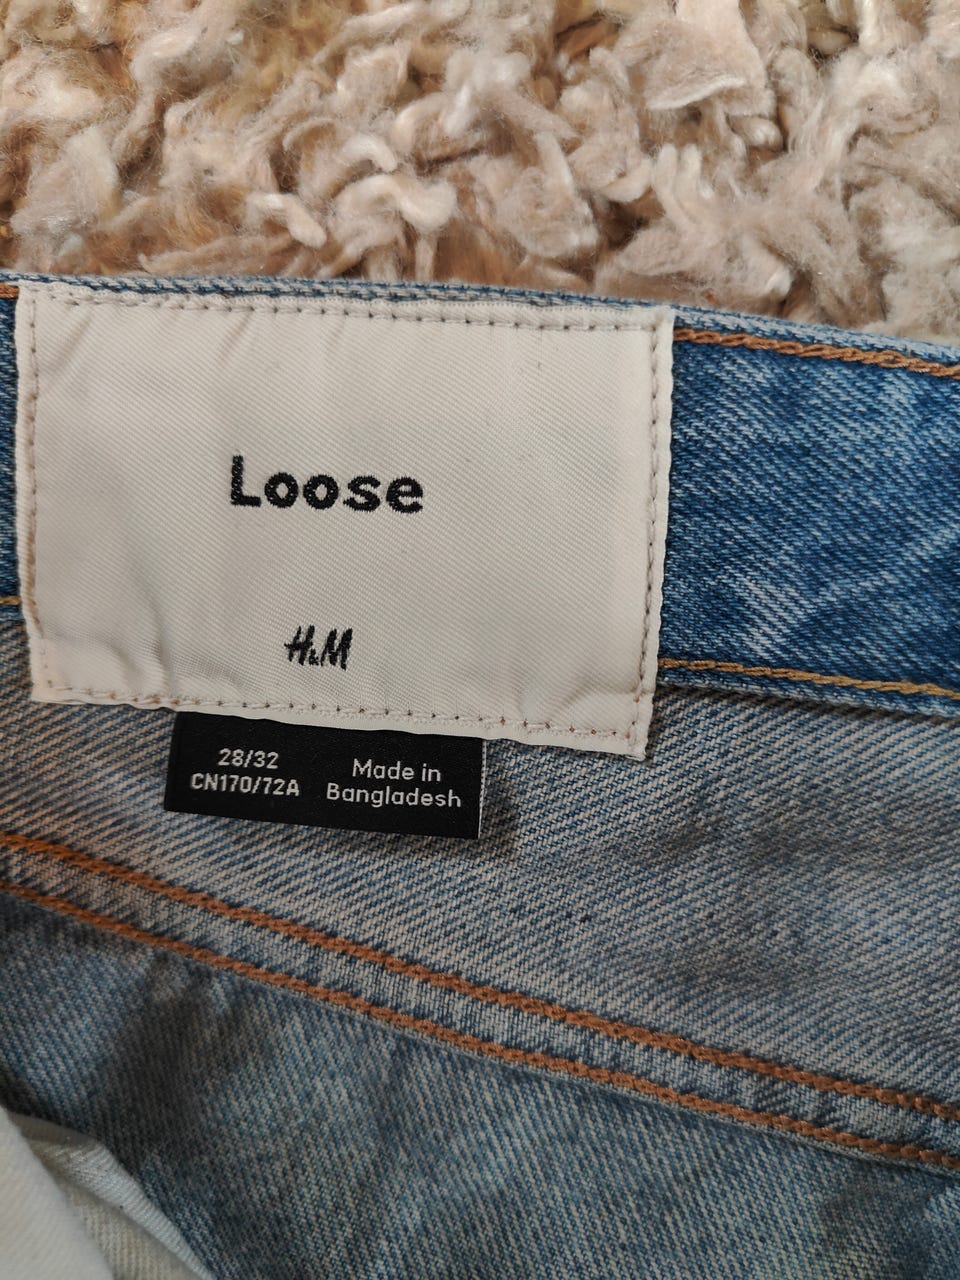 Loose
H&M
28/32
CN170/72A
Made in
Bangladesh